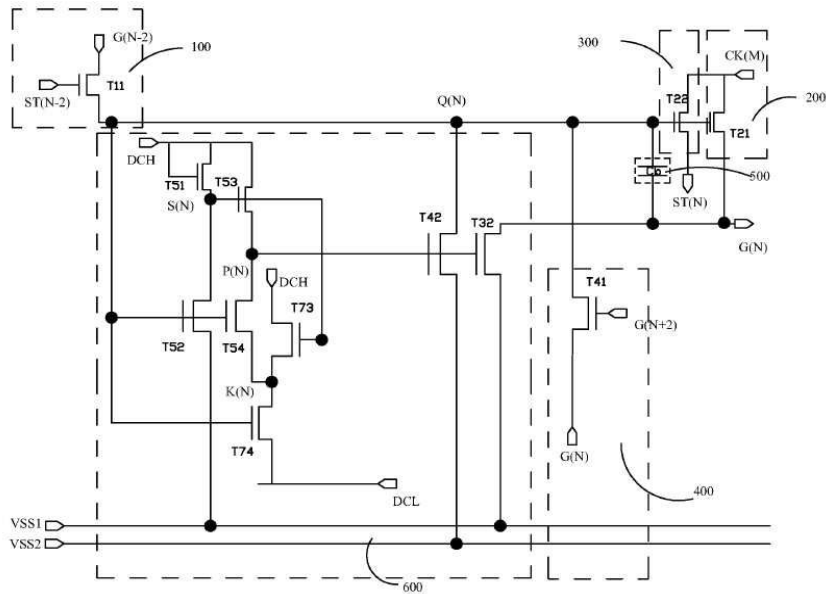 G(N-2)
100
T11
ST(N-2)
Q(N)
300
CK(M)
T22
200
T21
Cb
500
ST(N)
G(N)
DCH
T51
T53
S(N)
T42
T32
P(N)
DCH
T73
T41
G(N+2)
T52
T54
K(N)
T74
G(N)
DCL
400
VSS1
VSS2
600